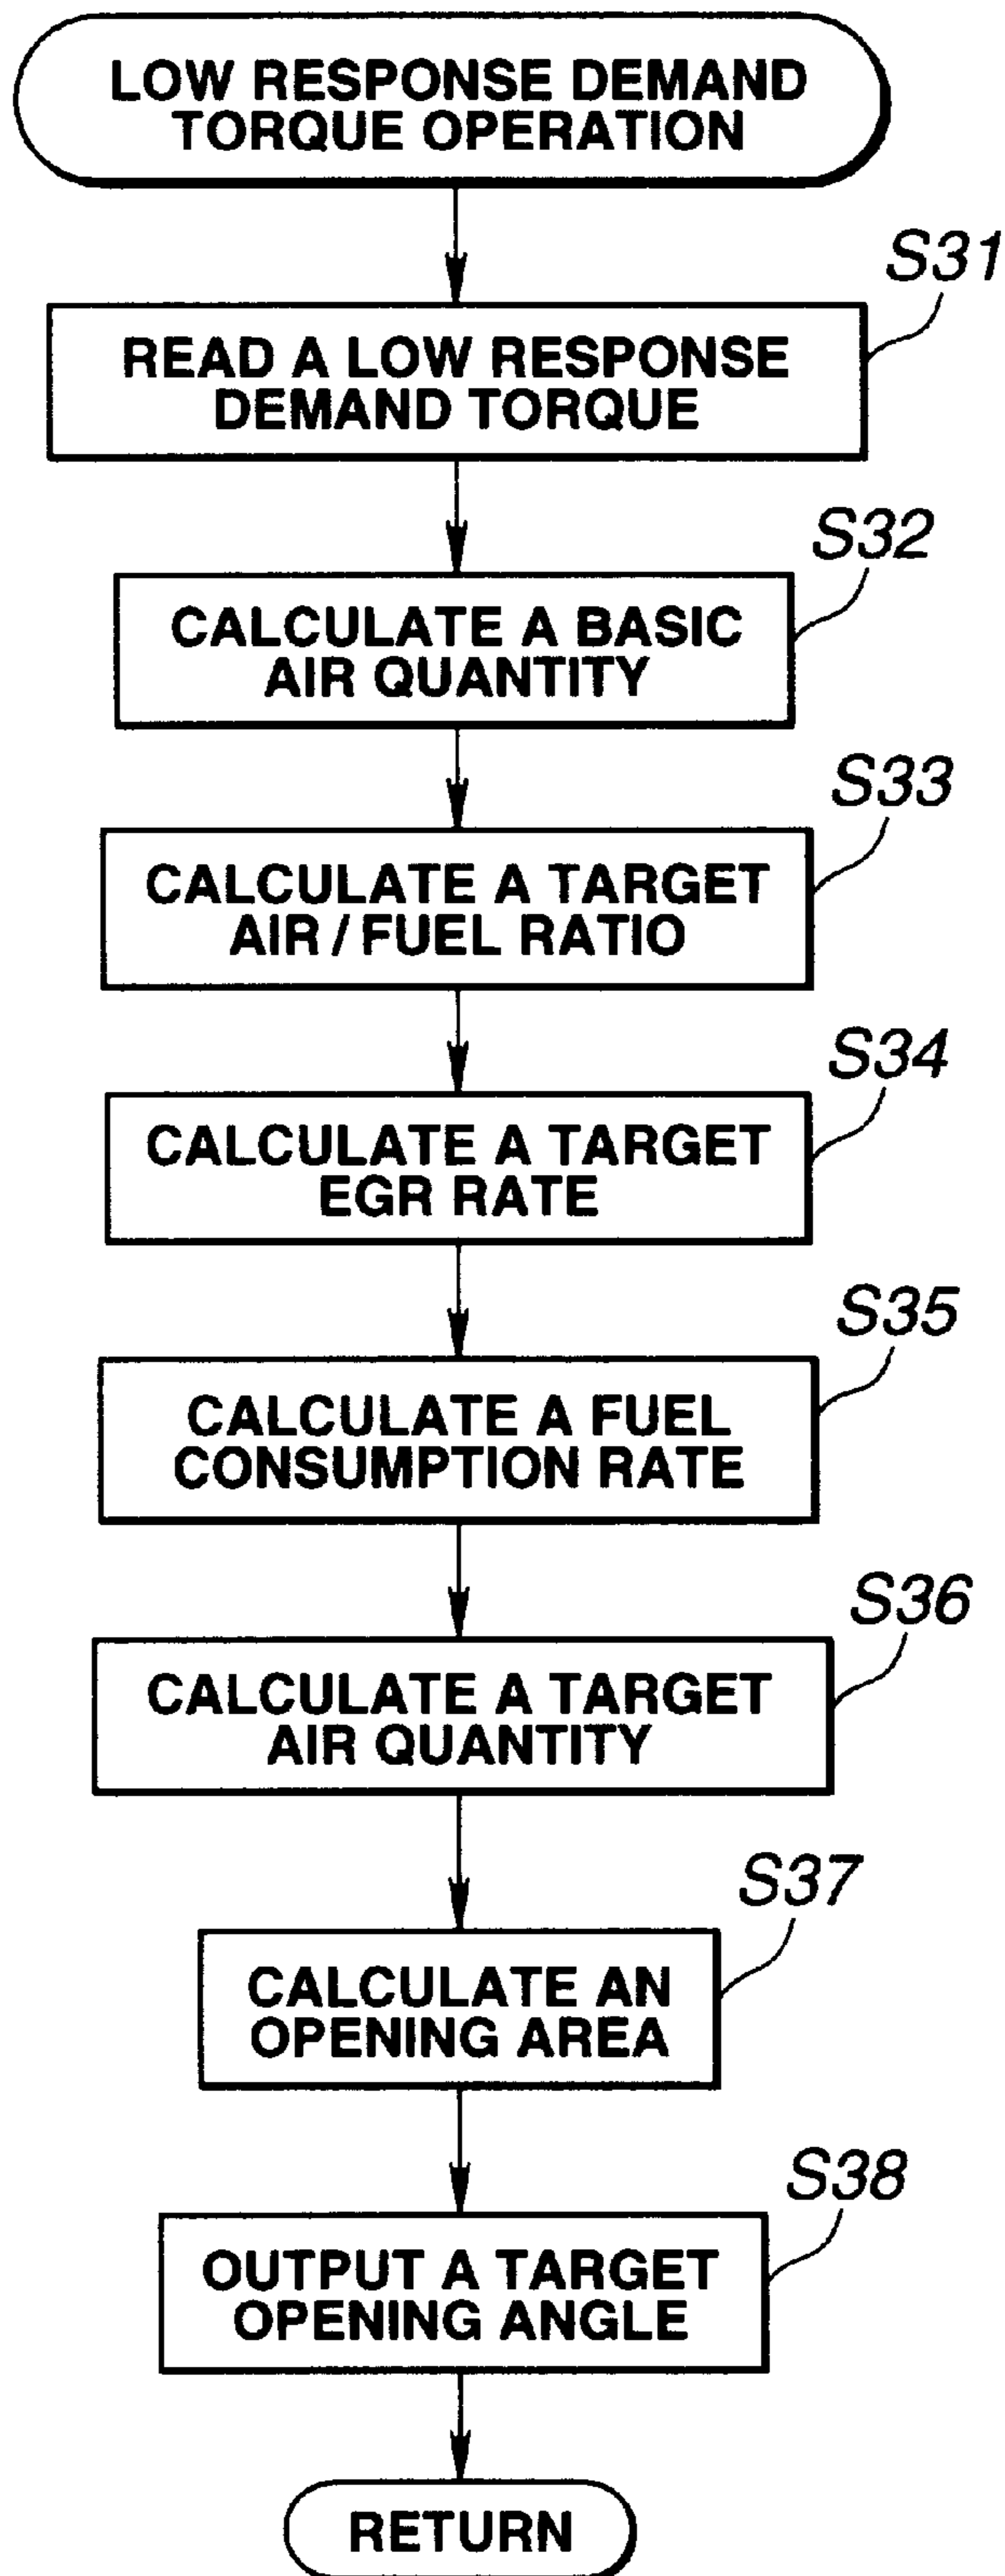 LOW RESPONSE DEMAND
TORQUE OPERATION
S31
READ A LOW RESPONSE
DEMAND TORQUE
S32
CALCULATE A BASIC
AIR QUANTITY
S33
CALCULATE A TARGET
AIR / FUEL RATIO
S34
CALCULATE A TARGET
EGR RATE
S35
CALCULATE A FUEL
CONSUMPTION RATE
S36
CALCULATE A TARGET
AIR QUANTITY
S37
CALCULATE AN
OPENING AREA
S38
OUTPUT A TARGET
OPENING ANGLE
RETURN